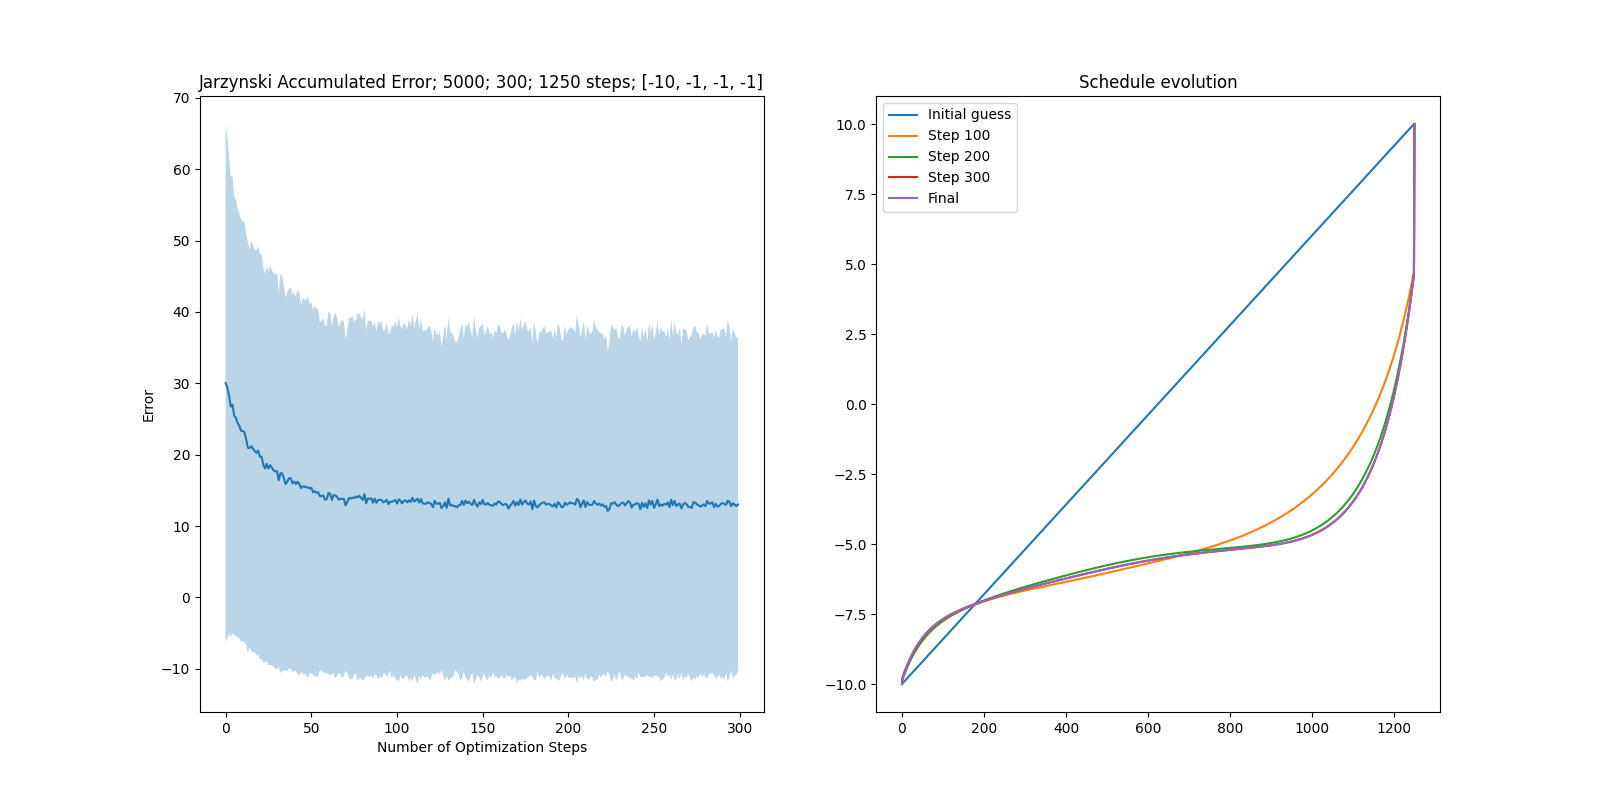 Jarzynski Accumulated Error; 5000; 300; 1250 steps; [-10, -1, -1, -1]
70
60
50
40
30
20
10
0
−10
Error
0 50 100 150 200 250 300
Number of Optimization Steps
Schedule evolution
Initial guess
Step 100
Step 200
Step 300
Final
10.0
7.5
5.0
2.5
0.0
−2.5
−5.0
−7.5
−10.0
0 200 400 600 800 1000 1200